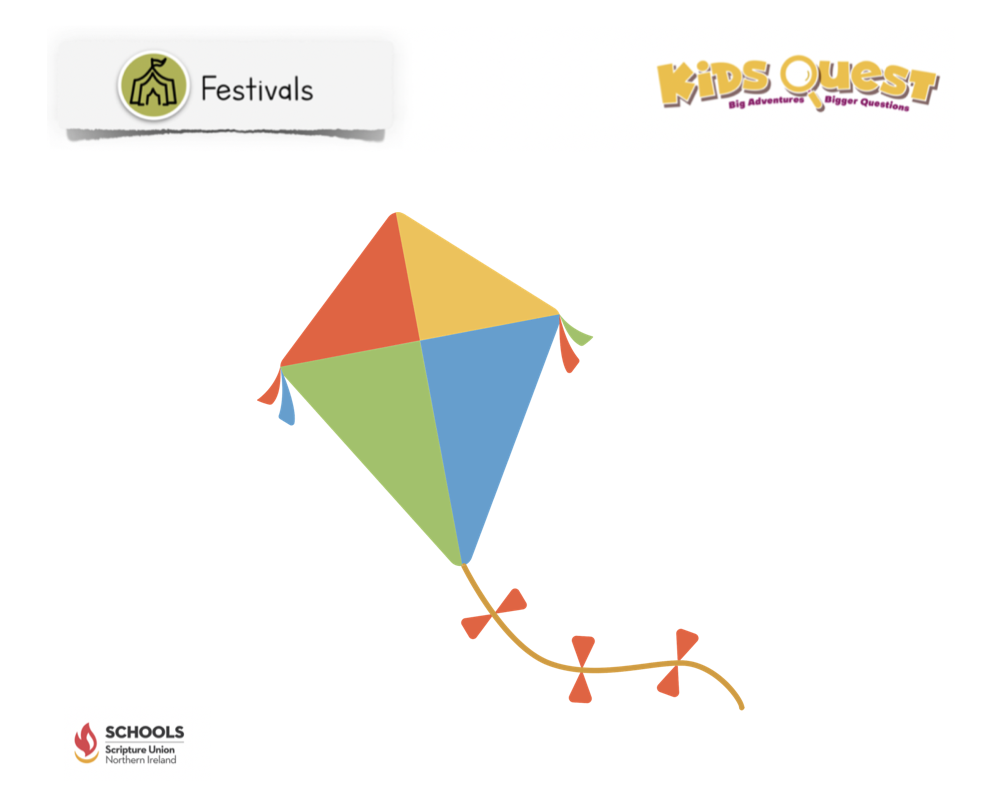 Festivals
KiDS QUEST
Big Adventures Bigger Questions
SCHOOLS
Scripture Union
Northern Ireland